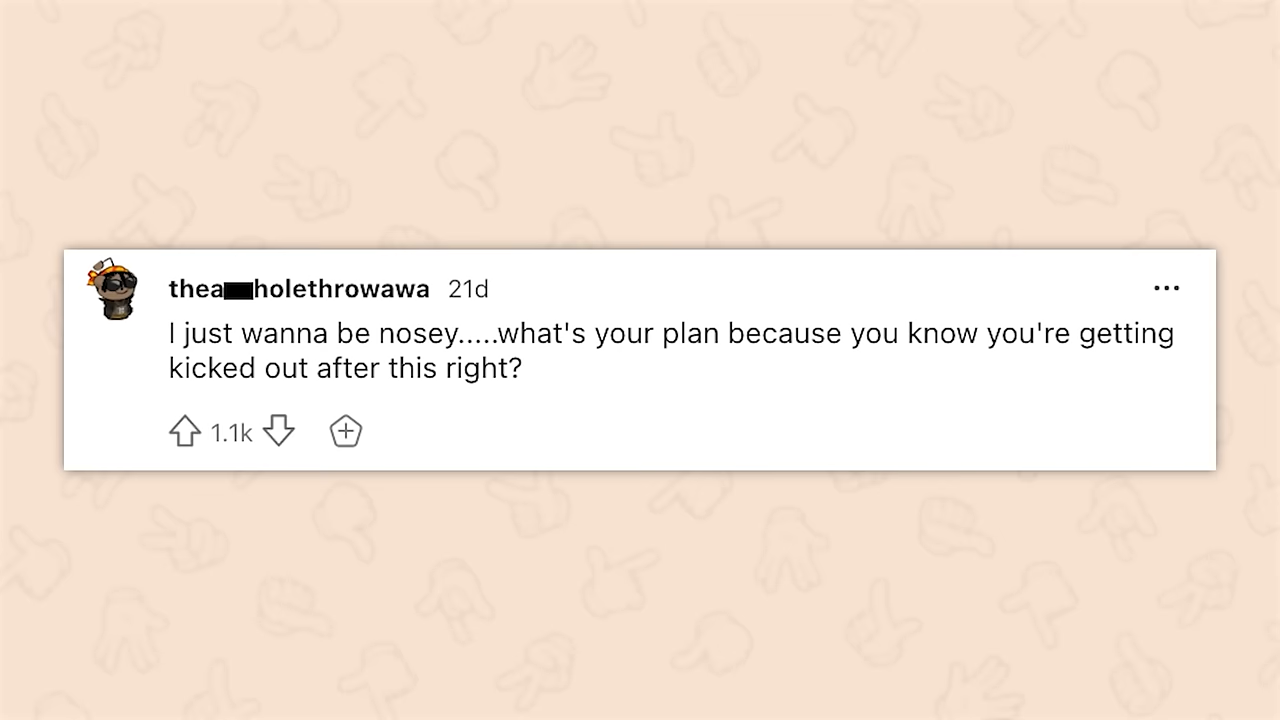 thea holethrowawa 21d
I just wanna be nosey.....what's your plan because you know you're getting
kicked out after this right?
1.1k